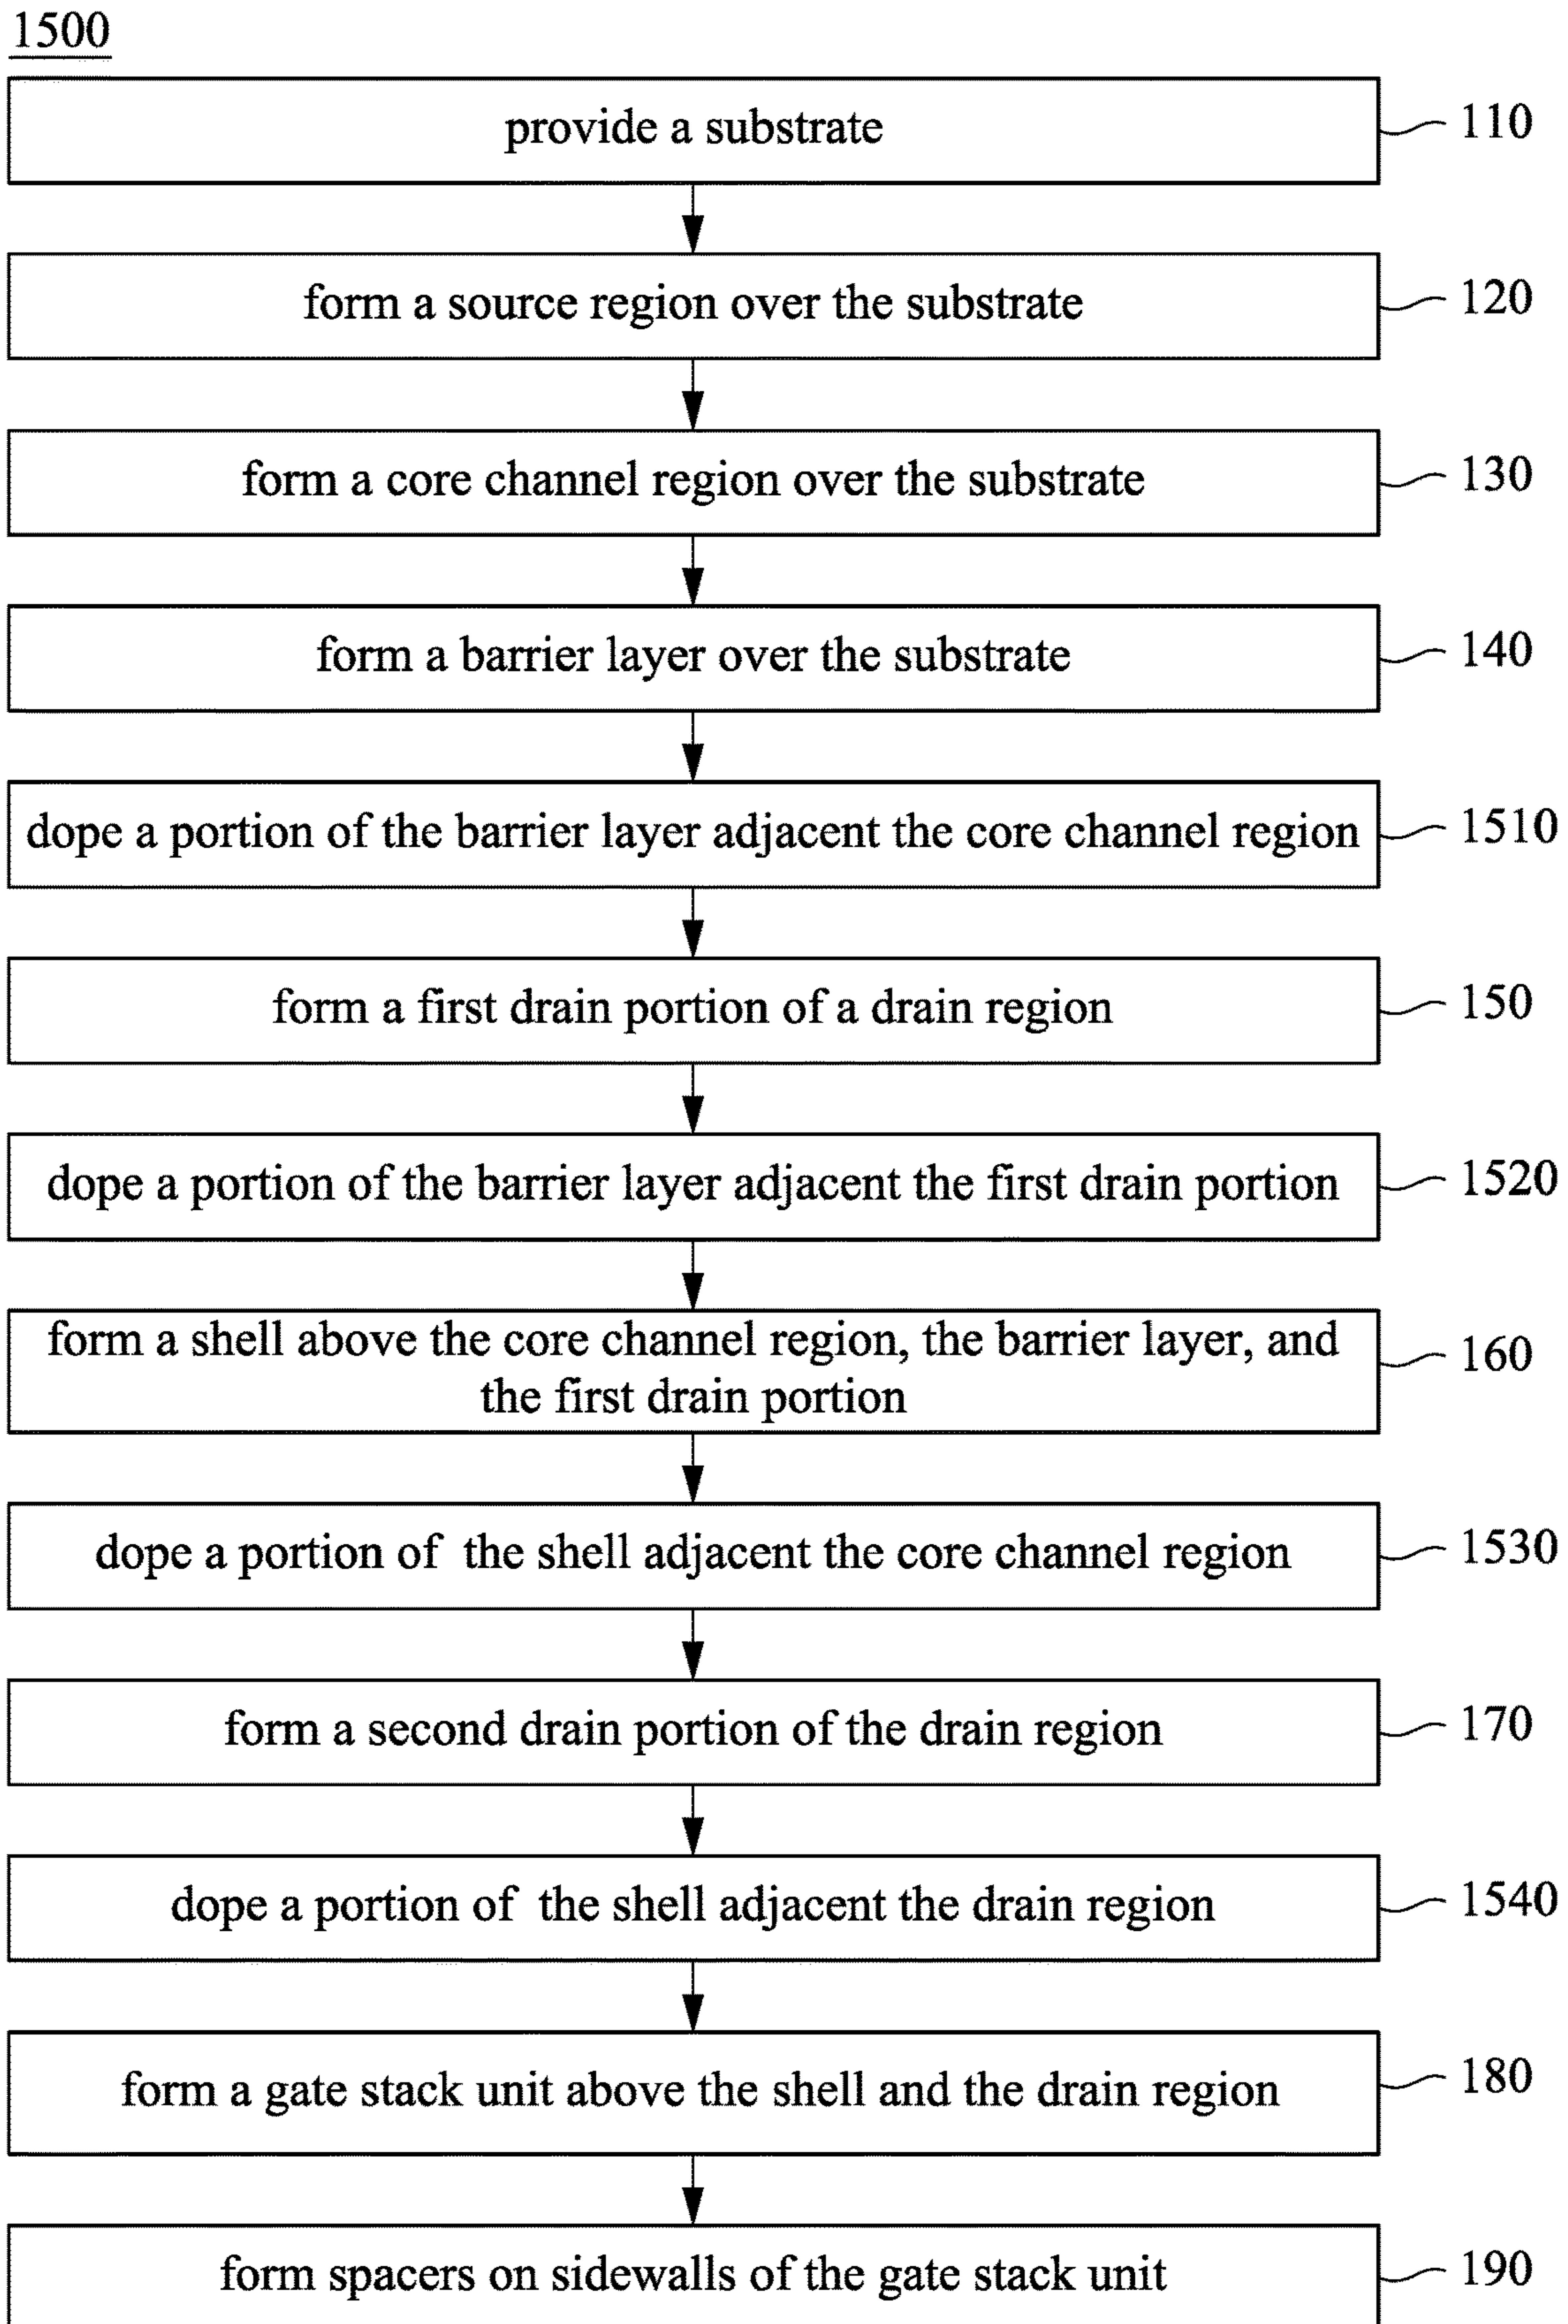 1500
provide a substrate
110
form a source region over the substrate
120
form a core channel region over the substrate
130
form a barrier layer over the substrate
140
dope a portion of the barrier layer adjacent the core channel region
1510
form a first drain portion of a drain region
150
dope a portion of the barrier layer adjacent the first drain portion
1520
form a shell above the core channel region, the barrier layer, and
the first drain portion
160
dope a portion of the shell adjacent the core channel region
1530
form a second drain portion of the drain region
170
dope a portion of the shell adjacent the drain region
1540
form a gate stack unit above the shell and the drain region
180
form spacers on sidewalls of the gate stack unit
190